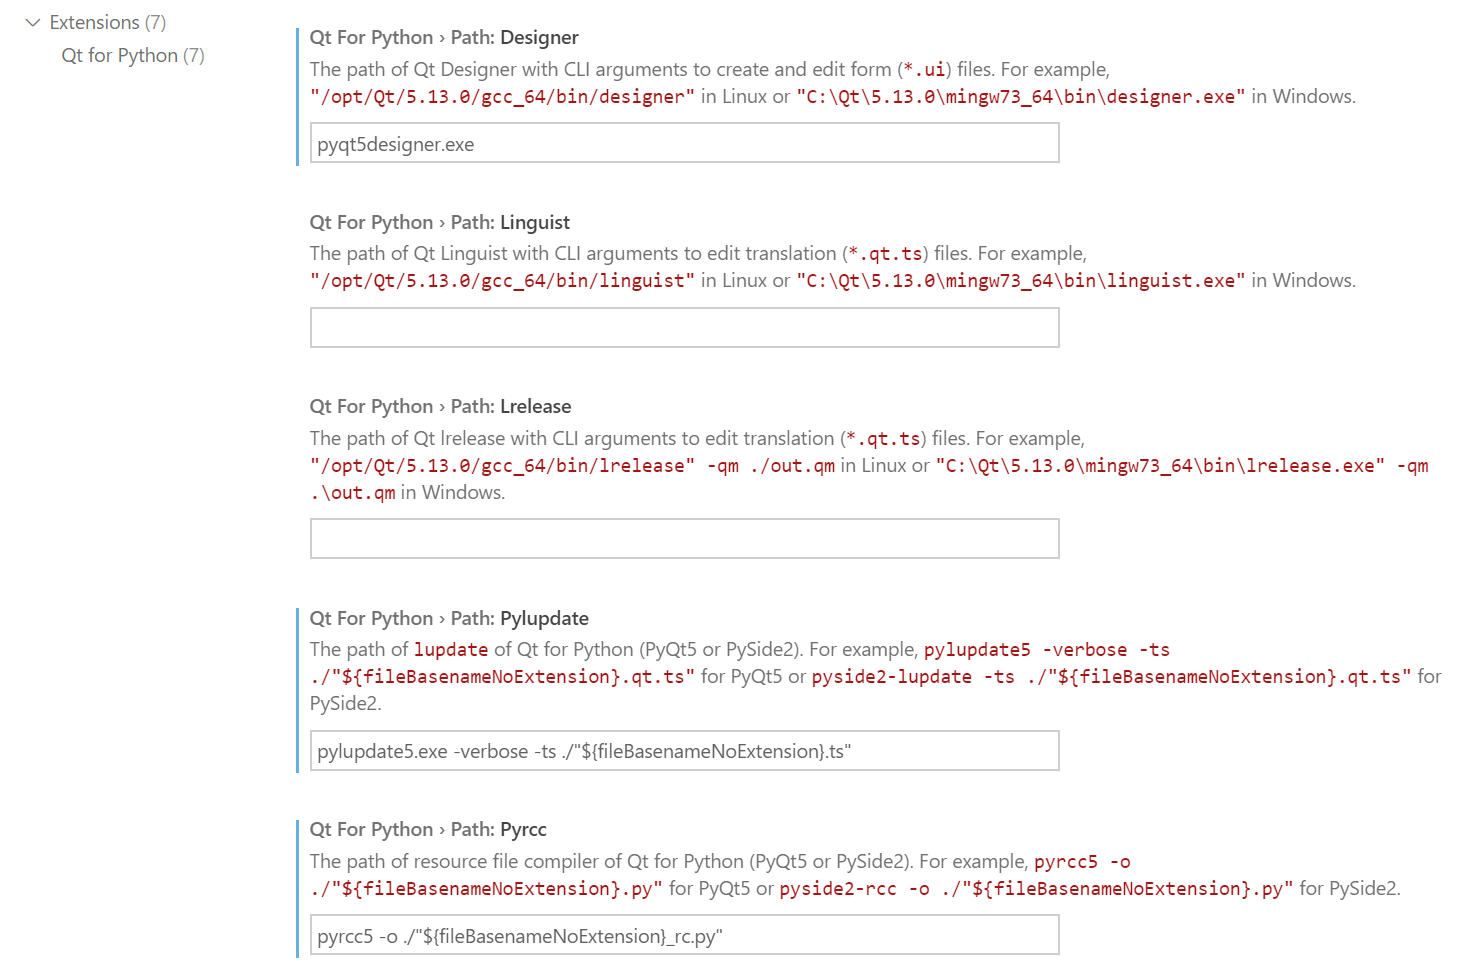 Extensions (7)
Qt for Python (7)
Qt For Python › Path: Designer
The path of Qt Designer with CLI arguments to create and edit form (*.ui) files. For example,
"/opt/Qt/5.13.0/gcc_64/bin/designer" in Linux or "C:\Qt\5.13.0\mingw73_64\bin\designer.exe" in Windows.
pyqt5designer.exe
Qt For Python › Path: Linguist
The path of Qt Linguist with CLI arguments to edit translation (*.qt.ts) files. For example,
"/opt/Qt/5.13.0/gcc_64/bin/linguist" in Linux or "C:\Qt\5.13.0\mingw73_64\bin\linguist.exe" in Windows.
Qt For Python › Path: Lrelease
The path of Qt lrelease with CLI arguments to edit translation (*.qt.ts) files. For example,
"/opt/Qt/5.13.0/gcc_64/bin/lrelease" -qm ./out.qm in Linux or "C:\Qt\5.13.0\mingw73_64\bin\lrelease.exe" -qm
.\out.qm in Windows.
Qt For Python › Path: Pylupdate
The path of lupdate of Qt for Python (PyQt5 or PySide2). For example, pylupdate5 -verbose -ts
./"${fileBasenameNoExtension}.qt.ts" for PyQt5 or pyside2-lupdate -ts ./"${fileBasenameNoExtension}.qt.ts" for
PySide2.
pylupdate5.exe -verbose -ts ./"${fileBasenameNoExtension}.ts"
Qt For Python › Path: Pyrcc
The path of resource file compiler of Qt for Python (PyQt5 or PySide2). For example, pyrcc5 -o
./"${fileBasenameNoExtension}.py" for PyQt5 or pyside2-rcc -o ./"${fileBasenameNoExtension}.py" for PySide2.
pyrcc5 -o ./"${fileBasenameNoExtension}_rc.py"